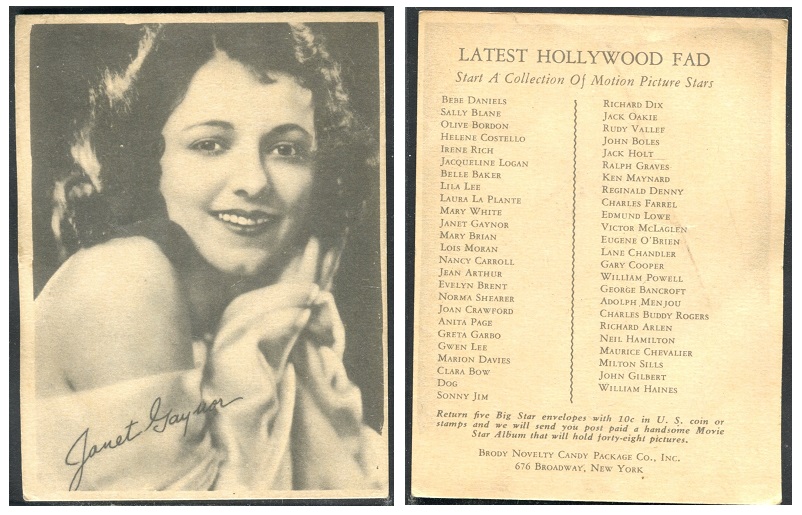 Janet Gaynor
LATEST HOLLYWOOD FAD
Start A Collection Of Motion Picture Stars
BEBE DANIELS
SALLY BLANE
OLIVE BORDON
HELENE COSTELLO
IRENE RICH
JACQUELINE LOGAN
BELLE BAKER
LILA LEE
LAURA LA PLANTE
MARY WHITE
JANET GAYNOR
MARY BRIAN
LOIS MORAN
NANCY CARROLL
JEAN ARTHUR
EVELYN BRENT
NORMA SHEARER
JOAN CRAWFORD
ANITA PAGE
GRETA GARBO
GWEN LEE
MARION DAVIES
CLARA BOW
DOG
SONNY JIM
RICHARD DIX
JACK OAKIE
RUDY VALLEF
JOHN BOLES
JACK HOLT
RALPH GRAVES
KEN MAYNARD
REGINALD DENNY
CHARLES FARREL
EDMUND LOWE
VICTOR MCLAGLEN
EUGENE O'BRIEN
LANE CHANDLER
GARY COOPER
WILLIAM POWELL
GEORGE BANCROFT
ADOLPH MENJOU
CHARLES BUDDY ROGERS
RICHARD ARLEN
NEIL HAMILTON
MAURICE CHEVALIER
MILTON SILLS
JOHN GILBERT
WILLIAM HAINES
Return five Big Star envelopes with 10c in U. S. coin or
stamps and we will send you post paid a handsome Movie
Star Album that will hold forty-eight pictures.
BRODY NOVELTY CANDY PACKAGE CO., INC.
676 BROADWAY, NEW YORK